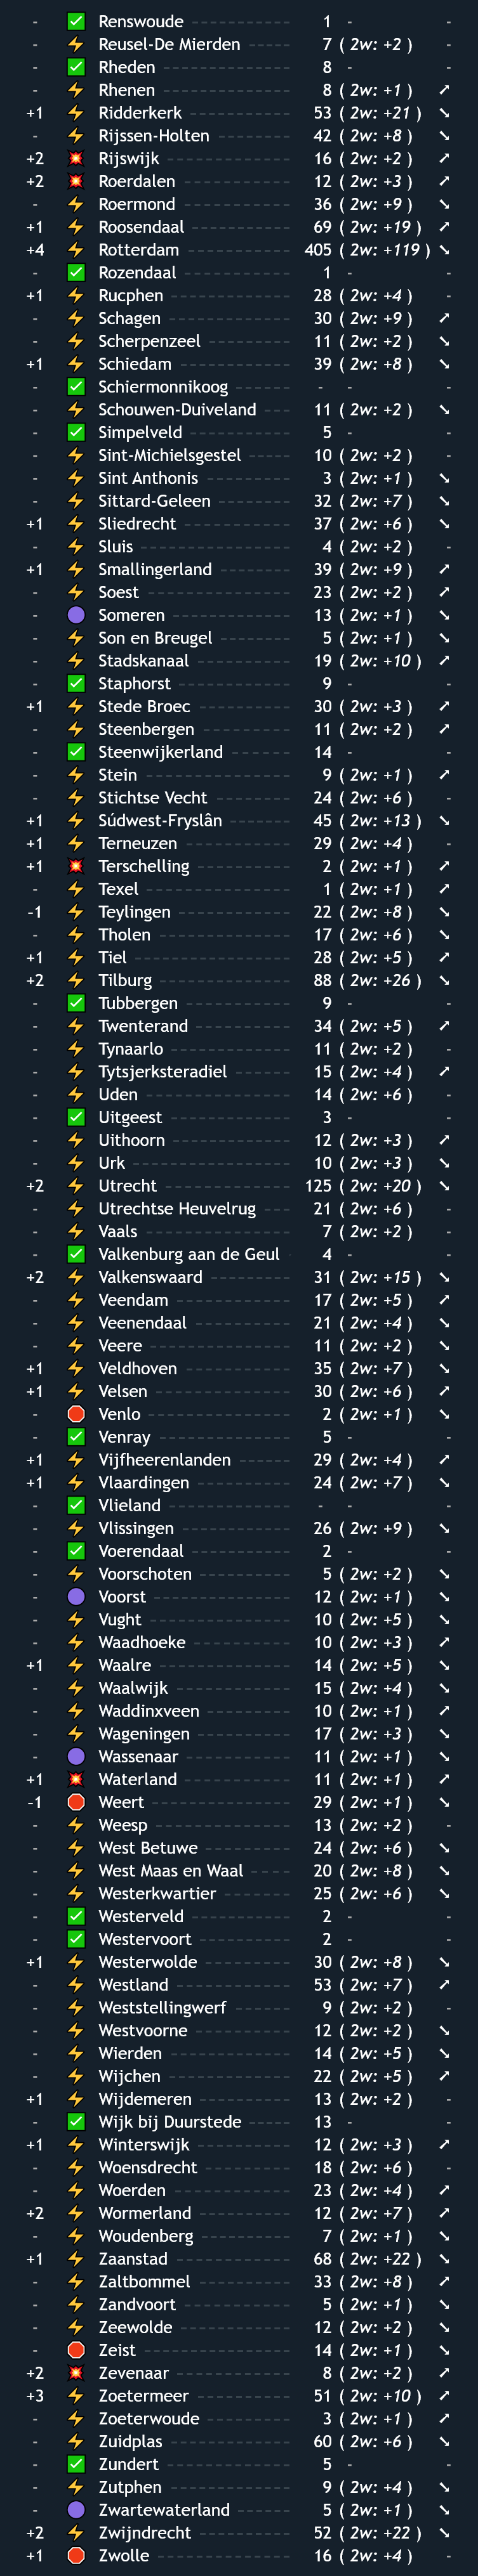 - ✅ Renswoude 1 - -
- ⚡ Reusel-De Mierden 7 ( 2w: +2 ) -
- ✅ Rheden 8 - -
- ⚡ Rhenen 8 ( 2w: +1 ) ↗
+1 ⚡ Ridderkerk 53 ( 2w: +21 ) ↘
- ⚡ Rijssen-Holten 42 ( 2w: +8 ) ↘
+2 💥 Rijswijk 16 ( 2w: +2 ) ↗
+2 💥 Roerdalen 12 ( 2w: +3 ) ↗
- ⚡ Roermond 36 ( 2w: +9 ) ↘
+1 ⚡ Roosendaal 69 ( 2w: +19 ) ↗
+4 ⚡ Rotterdam 405 ( 2w: +119 ) ↘
- ✅ Rozendaal 1 - -
+1 ⚡ Rucphen 28 ( 2w: +4 ) -
- ⚡ Schagen 30 ( 2w: +9 ) ↗
- ⚡ Scherpenzeel 11 ( 2w: +2 ) ↘
+1 ⚡ Schiedam 39 ( 2w: +8 ) ↘
- ✅ Schiermonnikoog - - -
- ⚡ Schouwen-Duiveland 11 ( 2w: +2 ) ↘
- ✅ Simpelveld 5 - -
- ⚡ Sint-Michielsgestel 10 ( 2w: +2 ) -
- ⚡ Sint Anthonis 3 ( 2w: +1 ) ↘
- ⚡ Sittard-Geleen 32 ( 2w: +7 ) ↘
+1 ⚡ Sliedrecht 37 ( 2w: +6 ) ↘
- ⚡ Sluis 4 ( 2w: +2 ) -
+1 ⚡ Smallingerland 39 ( 2w: +9 ) ↗
- ⚡ Soest 23 ( 2w: +2 ) ↗
- 🟣 Someren 13 ( 2w: +1 ) ↘
- ⚡ Son en Breugel 5 ( 2w: +1 ) ↘
- ⚡ Stadskanaal 19 ( 2w: +10 ) ↗
- ✅ Staphorst 9 - -
+1 ⚡ Stede Broec 30 ( 2w: +3 ) ↗
- ⚡ Steenbergen 11 ( 2w: +2 ) ↗
- ✅ Steenwijkerland 14 - -
- ⚡ Stein 9 ( 2w: +1 ) ↗
- ⚡ Stichtse Vecht 24 ( 2w: +6 ) -
+1 ⚡ Súdwest-Fryslân 45 ( 2w: +13 ) ↘
+1 ⚡ Terneuzen 29 ( 2w: +4 ) -
+1 💥 Terschelling 2 ( 2w: +1 ) ↗
- ⚡ Texel 1 ( 2w: +1 ) ↗
-1 ⚡ Teylingen 22 ( 2w: +8 ) ↘
- ⚡ Tholen 17 ( 2w: +6 ) ↘
+1 ⚡ Tiel 28 ( 2w: +5 ) ↗
+2 ⚡ Tilburg 88 ( 2w: +26 ) ↘
- ✅ Tubbergen 9 - -
- ⚡ Twenterand 34 ( 2w: +5 ) ↗
- ⚡ Tynaarlo 11 ( 2w: +2 ) -
- ⚡ Tytsjerksteradiel 15 ( 2w: +4 ) ↗
- ⚡ Uden 14 ( 2w: +6 ) -
- ✅ Uitgeest 3 - -
- ⚡ Uithoorn 12 ( 2w: +3 ) ↗
- ⚡ Urk 10 ( 2w: +3 ) ↘
+2 ⚡ Utrecht 125 ( 2w: +20 ) ↘
- ⚡ Utrechtse Heuvelrug 21 ( 2w: +6 ) -
- ⚡ Vaals 7 ( 2w: +2 ) -
- ✅ Valkenburg aan de Geul 4 - -
+2 ⚡ Valkenswaard 31 ( 2w: +15 ) ↘
- ⚡ Veendam 17 ( 2w: +5 ) ↗
- ⚡ Veenendaal 21 ( 2w: +4 ) ↘
- ⚡ Veere 11 ( 2w: +2 ) ↘
+1 ⚡ Veldhoven 35 ( 2w: +7 ) ↘
+1 ⚡ Velsen 30 ( 2w: +6 ) ↗
- 🛑 Venlo 2 ( 2w: +1 ) ↘
- ✅ Venray 5 - -
+1 ⚡ Vijfheerenlanden 29 ( 2w: +4 ) ↗
+1 ⚡ Vlaardingen 24 ( 2w: +7 ) ↘
- ✅ Vlieland - - -
- ⚡ Vlissingen 26 ( 2w: +9 ) ↘
- ✅ Voerendaal 2 - -
- ⚡ Voorschoten 5 ( 2w: +2 ) ↘
- 🟣 Voorst 12 ( 2w: +1 ) ↘
- ⚡ Vught 10 ( 2w: +5 ) ↘
- ⚡ Waadhoeke 10 ( 2w: +3 ) ↗
+1 ⚡ Waalre 14 ( 2w: +5 ) ↘
- ⚡ Waalwijk 15 ( 2w: +4 ) ↘
- ⚡ Waddinxveen 10 ( 2w: +1 ) ↗
- ⚡ Wageningen 17 ( 2w: +3 ) ↘
- 🟣 Wassenaar 11 ( 2w: +1 ) ↘
+1 💥 Waterland 11 ( 2w: +1 ) ↗
-1 🛑 Weert 29 ( 2w: +1 ) ↘
- ⚡ Weesp 13 ( 2w: +2 ) -
- ⚡ West Betuwe 24 ( 2w: +6 ) ↘
- ⚡ West Maas en Waal 20 ( 2w: +8 ) ↘
- ⚡ Westerkwartier 25 ( 2w: +6 ) ↘
- ✅ Westerveld 2 - -
- ✅ Westervoort 2 - -
+1 ⚡ Westerwolde 30 ( 2w: +8 ) ↘
- ⚡ Westland 53 ( 2w: +7 ) ↗
- ⚡ Weststellingwerf 9 ( 2w: +2 ) -
- ⚡ Westvoorne 12 ( 2w: +2 ) ↘
- ⚡ Wierden 14 ( 2w: +5 ) ↘
- ⚡ Wijchen 22 ( 2w: +5 ) ↗
+1 ⚡ Wijdemeren 13 ( 2w: +2 ) -
- ✅ Wijk bij Duurstede 13 - -
+1 ⚡ Winterswijk 12 ( 2w: +3 ) ↗
- ⚡ Woensdrecht 18 ( 2w: +6 ) -
- ⚡ Woerden 23 ( 2w: +4 ) ↗
+2 ⚡ Wormerland 12 ( 2w: +7 ) ↗
- ⚡ Woudenberg 7 ( 2w: +1 ) ↘
+1 ⚡ Zaanstad 68 ( 2w: +22 ) ↘
- ⚡ Zaltbommel 33 ( 2w: +8 ) ↗
- ⚡ Zandvoort 5 ( 2w: +1 ) ↘
- ⚡ Zeewolde 12 ( 2w: +2 ) ↘
- 🛑 Zeist 14 ( 2w: +1 ) ↘
+2 💥 Zevenaar 8 ( 2w: +2 ) ↗
+3 ⚡ Zoetermeer 51 ( 2w: +10 ) ↗
- ⚡ Zoeterwoude 3 ( 2w: +1 ) ↗
- ⚡ Zuidplas 60 ( 2w: +6 ) ↘
- ✅ Zundert 5 - -
- ⚡ Zutphen 9 ( 2w: +4 ) ↘
- 🟣 Zwartewaterland 5 ( 2w: +1 ) ↘
+2 ⚡ Zwijndrecht 52 ( 2w: +22 ) ↘
+1 🛑 Zwolle 16 ( 2w: +4 ) -